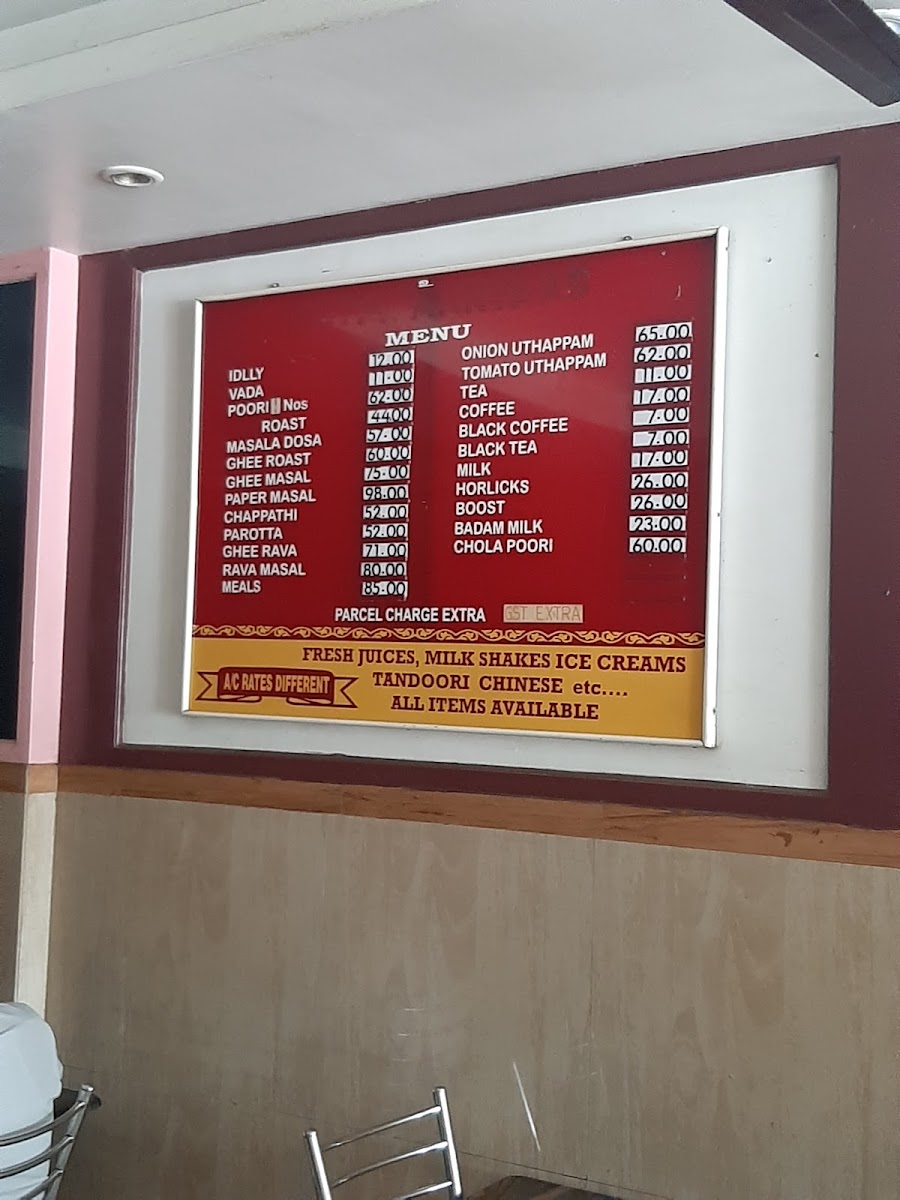 MENU
IDLLY 12.00
VADA 11.00
POORI Nos 62.00
ROAST 44.00
MASALA DOSA 57.00
GHEE ROAST 60.00
GHEE MASAL 75.00
PAPER MASAL 98.00
CHAPPATHI 52.00
PAROTTA 52.00
GHEE RAVA 71.00
RAVA MASAL 80.00
MEALS 85.00
ONION UTHAPPAM 65.00
TOMATO UTHAPPAM 62.00
TEA 11.00
COFFEE 17.00
BLACK COFFEE 7.00
BLACK TEA 7.00
MILK 17.00
HORLICKS 26.00
BOOST 26.00
BADAM MILK 23.00
CHOLA POORI 60.00
PARCEL CHARGE EXTRA GST EXTRA
FRESH JUICES, MILK SHAKES ICE CREAMS
A/C RATES DIFFERENT
TANDOORI CHINESE etc....
ALL ITEMS AVAILABLE